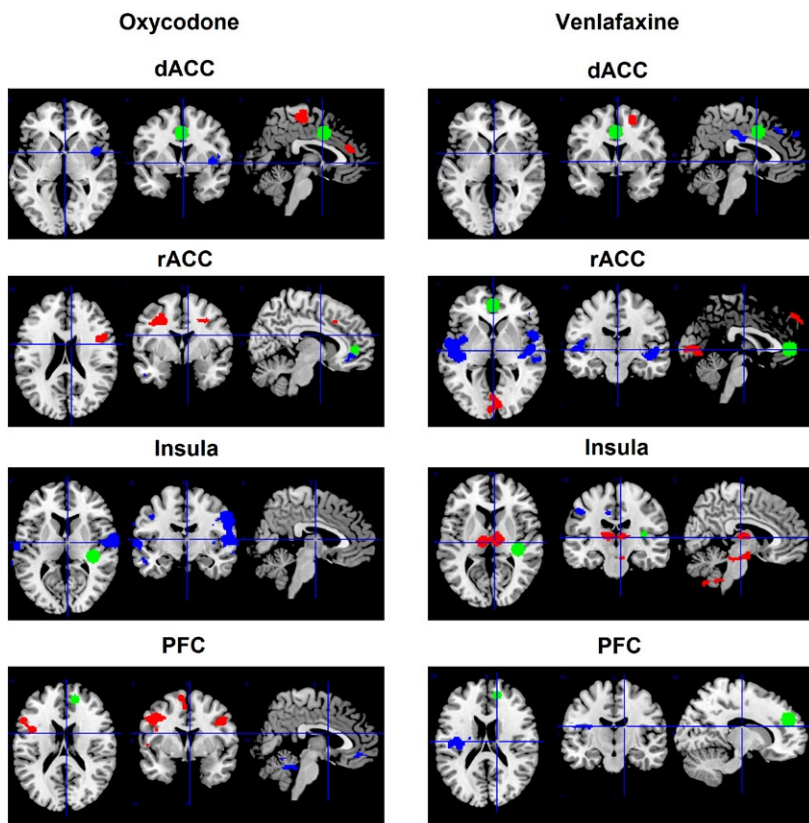 Oxycodone
Venlafaxine
dACC
dACC
rACC
rACC
Insula
Insula
PFC
PFC